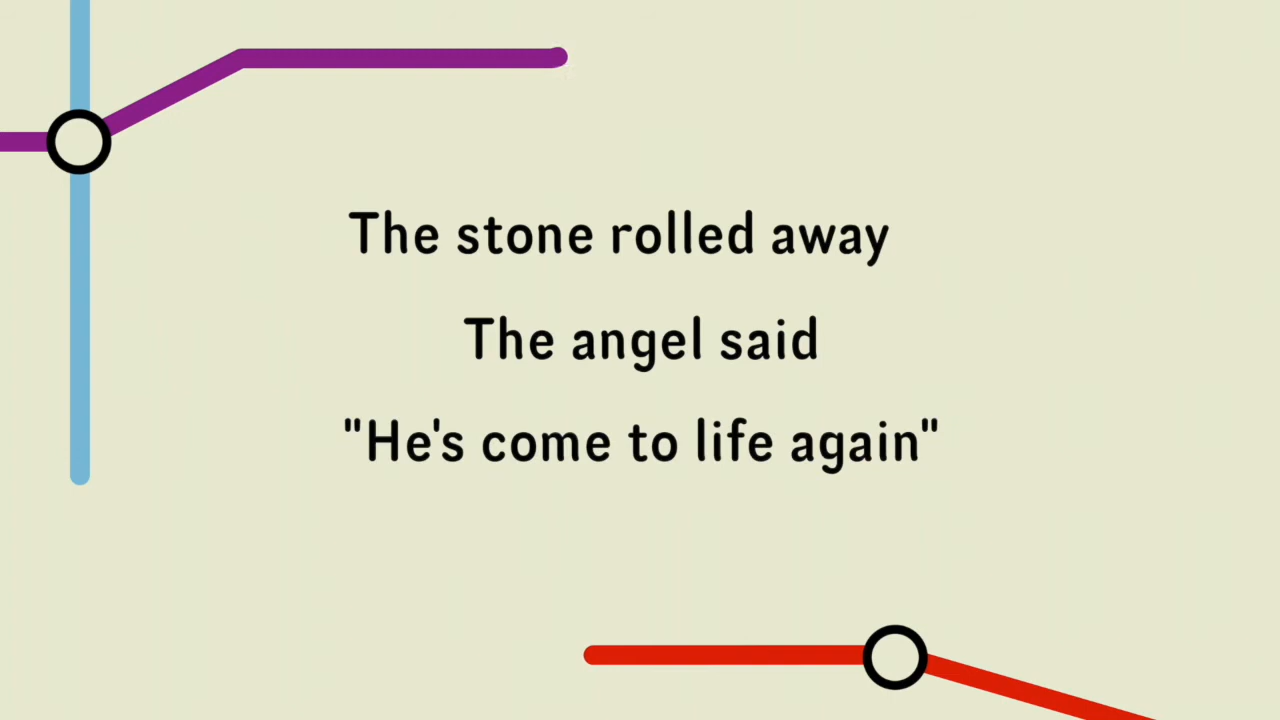 The stone rolled away
The angel said
"He's come to life again"